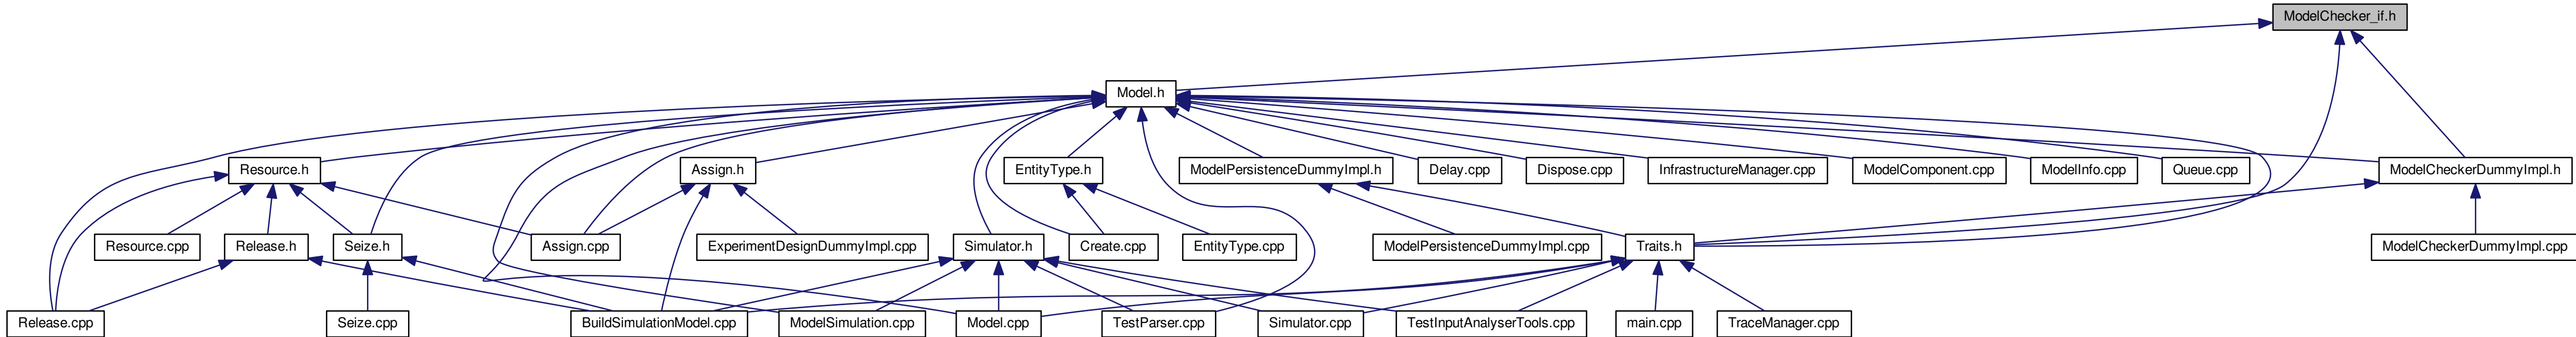 ModelChecker_if.h
Model.h
Resource.h
Assign.h
EntityType.h
ModelPersistenceDummyImpl.h
Delay.cpp
Dispose.cpp
InfrastructureManager.cpp
ModelComponent.cpp
ModelInfo.cpp
Queue.cpp
ModelCheckerDummyImpl.h
Resource.cpp
Release.h
Seize.h
Assign.cpp
ExperimentDesignDummyImpl.cpp
Simulator.h
Create.cpp
EntityType.cpp
ModelPersistenceDummyImpl.cpp
Traits.h
ModelCheckerDummyImpl.cpp
Release.cpp
Seize.cpp
BuildSimulationModel.cpp
ModelSimulation.cpp
Model.cpp
TestParser.cpp
Simulator.cpp
TestInputAnalyserTools.cpp
main.cpp
TraceManager.cpp